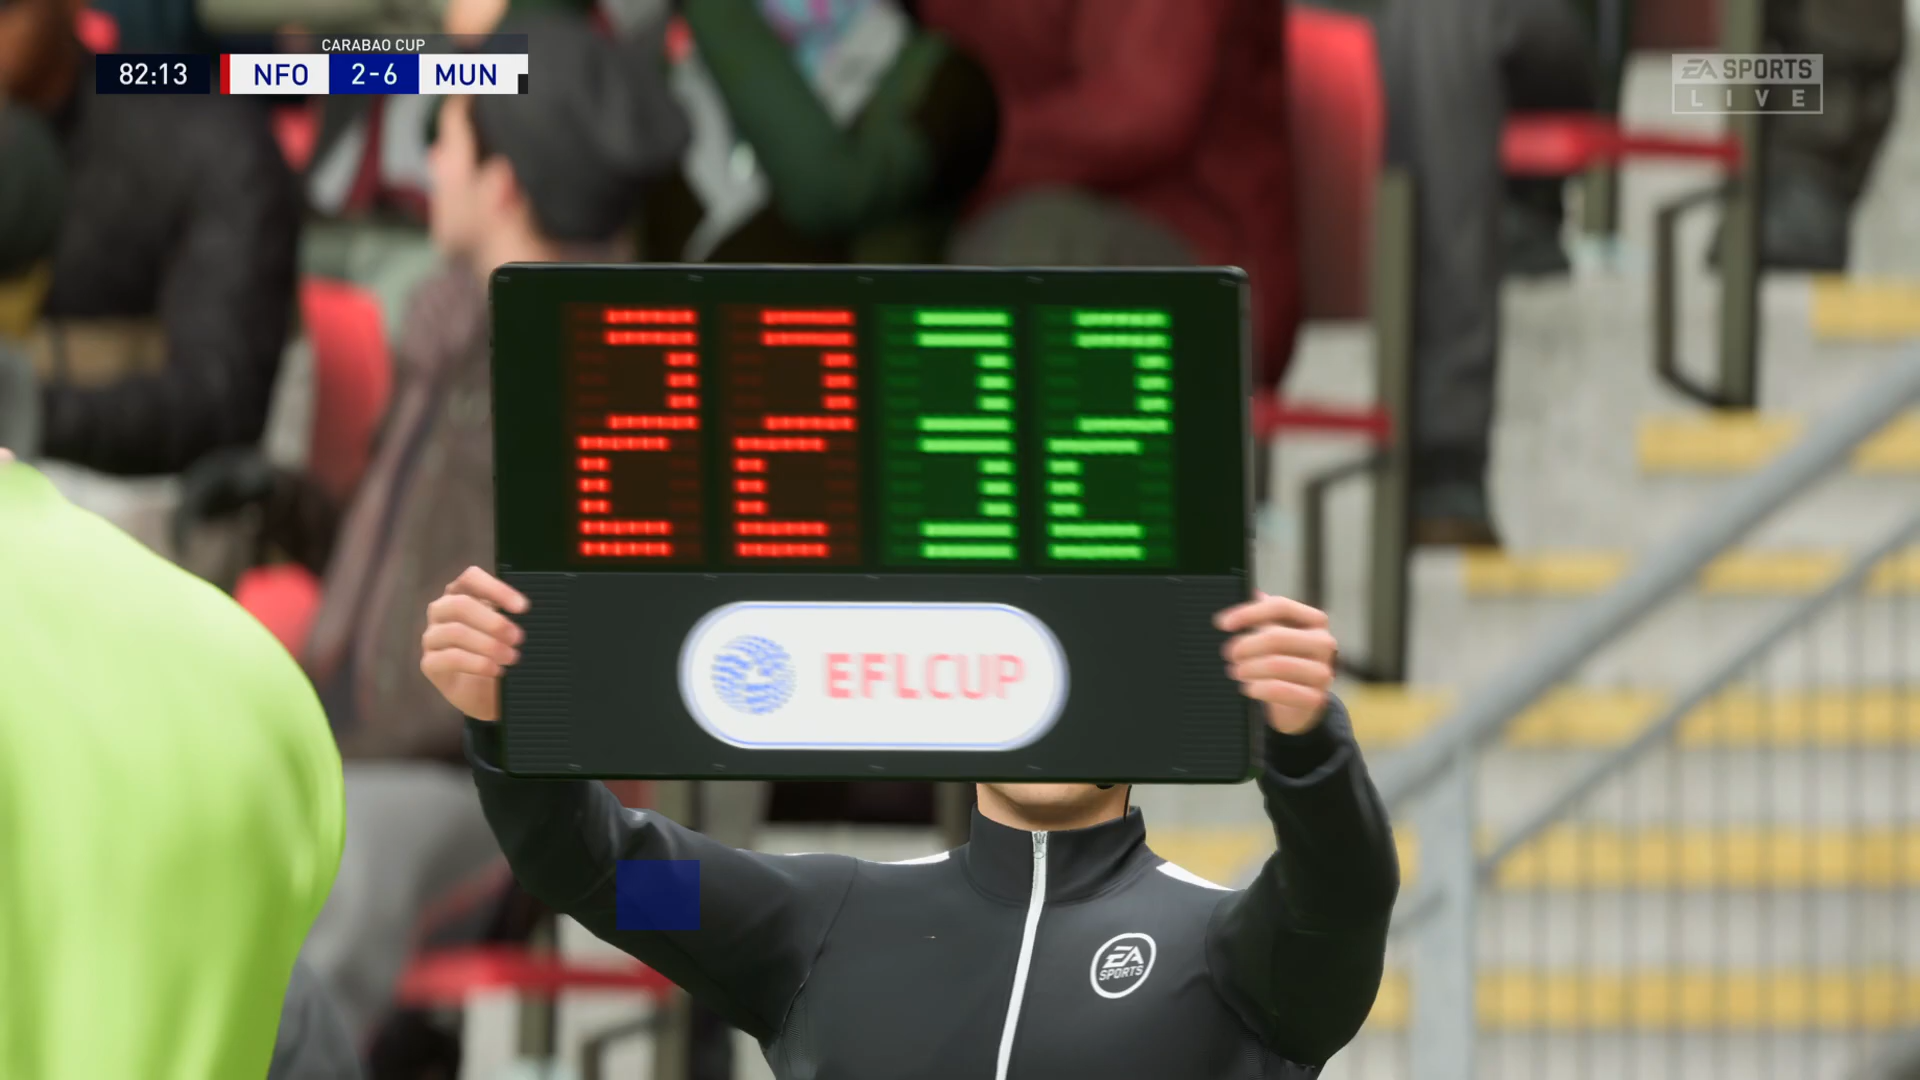 CARABAO CUP
82:13 NFO 2-6 MUN
EA SPORTS
LIVE
22 32
EFL CUP
EA
SPORTS